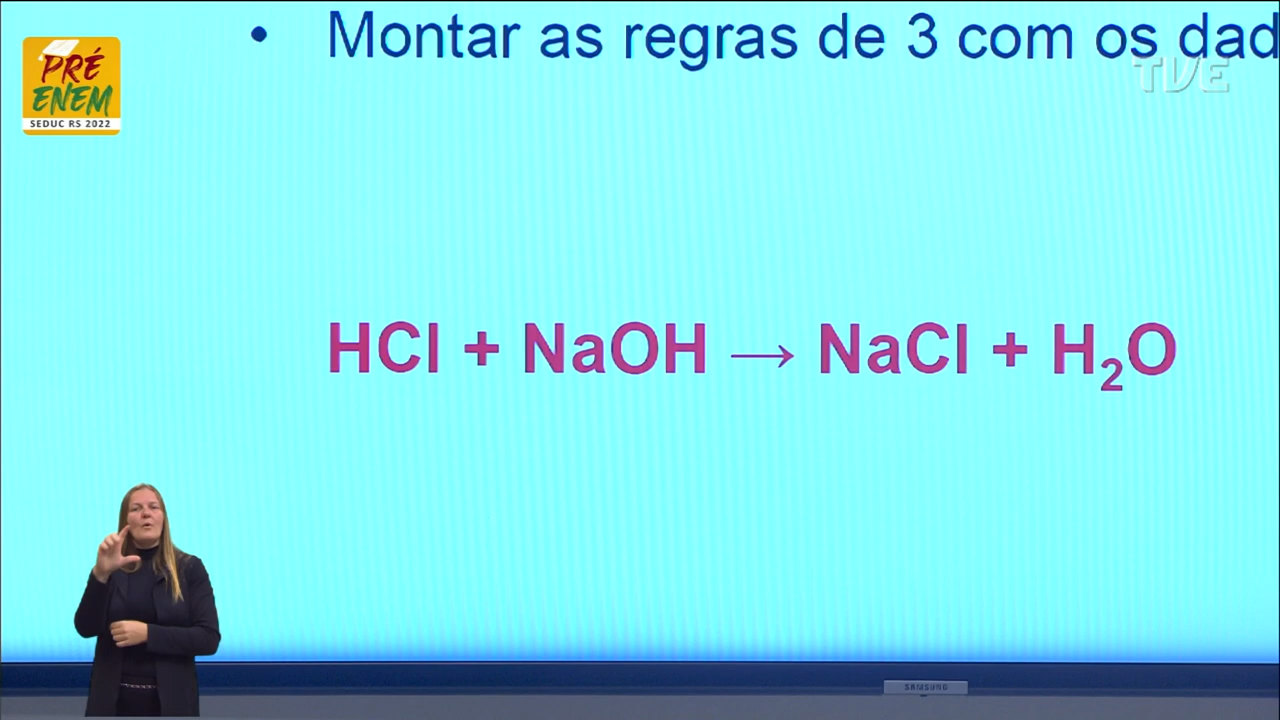 • Montar as regras de 3 com os dad
TVE
PRÉ
ENEM
SEDUC RS 2022
HCl + NaOH → NaCl + H₂O
SAMSUNG